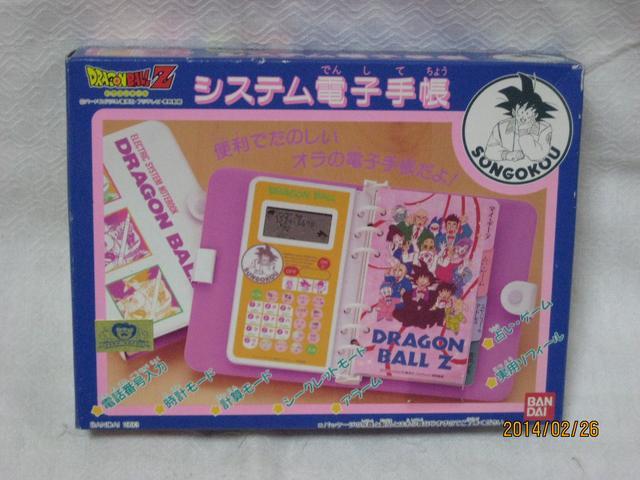 DRAGON BALL Z
でん し て ちょう
システム電子手帳
SONGOKOU
便利でたのしい
オラの電子手帳だよ!
ELECTRIC SYSTEM NOTEBOOK
DRAGON BALL
DRAGON BALL
SONGOKOU
DRAGON
BALL Z
電話番号入力
時計モード
計算モード
シークレットモード
アラーム
占い・ゲーム
実用リフィール
BANDAI
BAN
DAI
2014/02/26